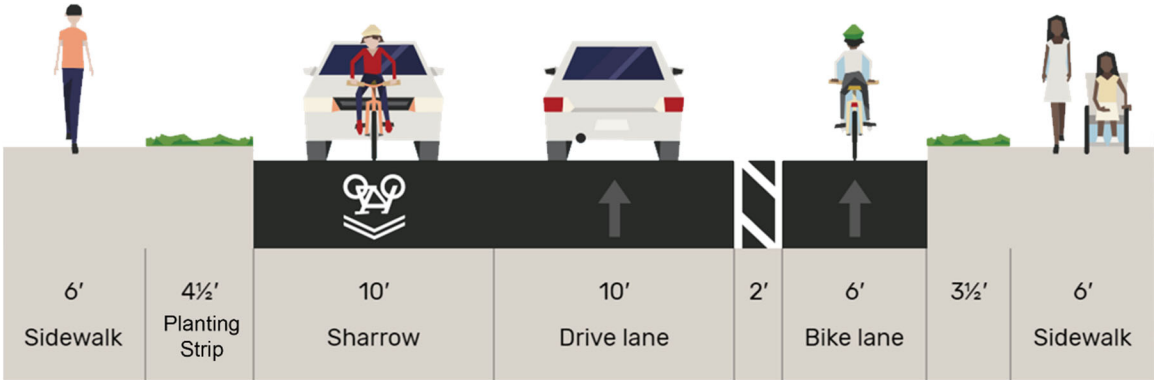 6′
Sidewalk
4½′
Planting
Strip
10′
Sharrow
10′
Drive lane
2′
6′
Bike lane
3½′
6′
Sidewalk